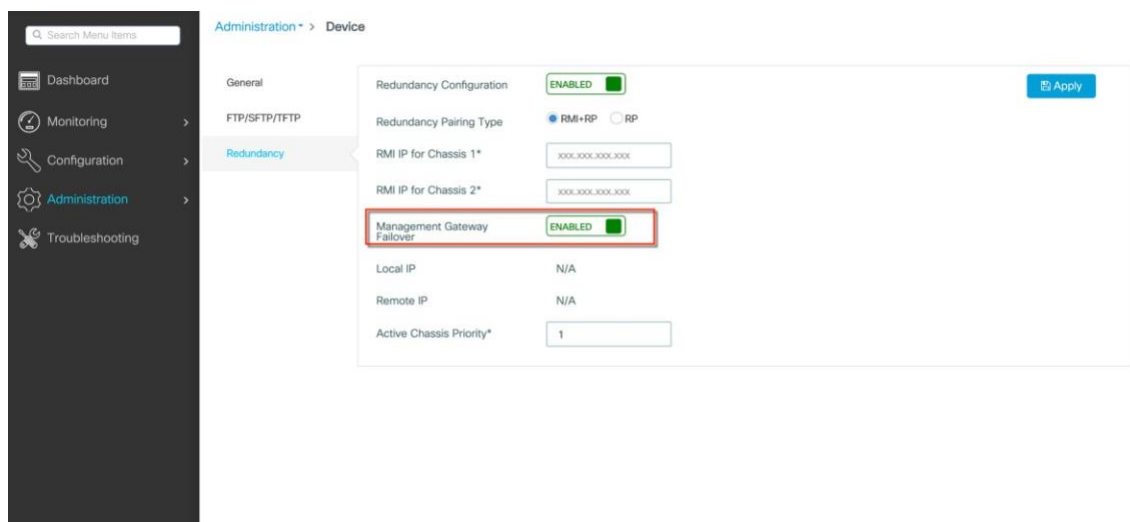 Search Menu Items
Administration > Device
Dashboard
Monitoring >
Configuration >
Administration >
Troubleshooting
General
FTP/SFTP/TFTP
Redundancy
Redundancy Configuration ENABLED
Apply
Redundancy Pairing Type RMI+RP RP
RMI IP for Chassis 1* xxx.xxx.xxx.xxx
RMI IP for Chassis 2* xxx.xxx.xxx.xxx
Management Gateway
Failover ENABLED
Local IP N/A
Remote IP N/A
Active Chassis Priority* 1